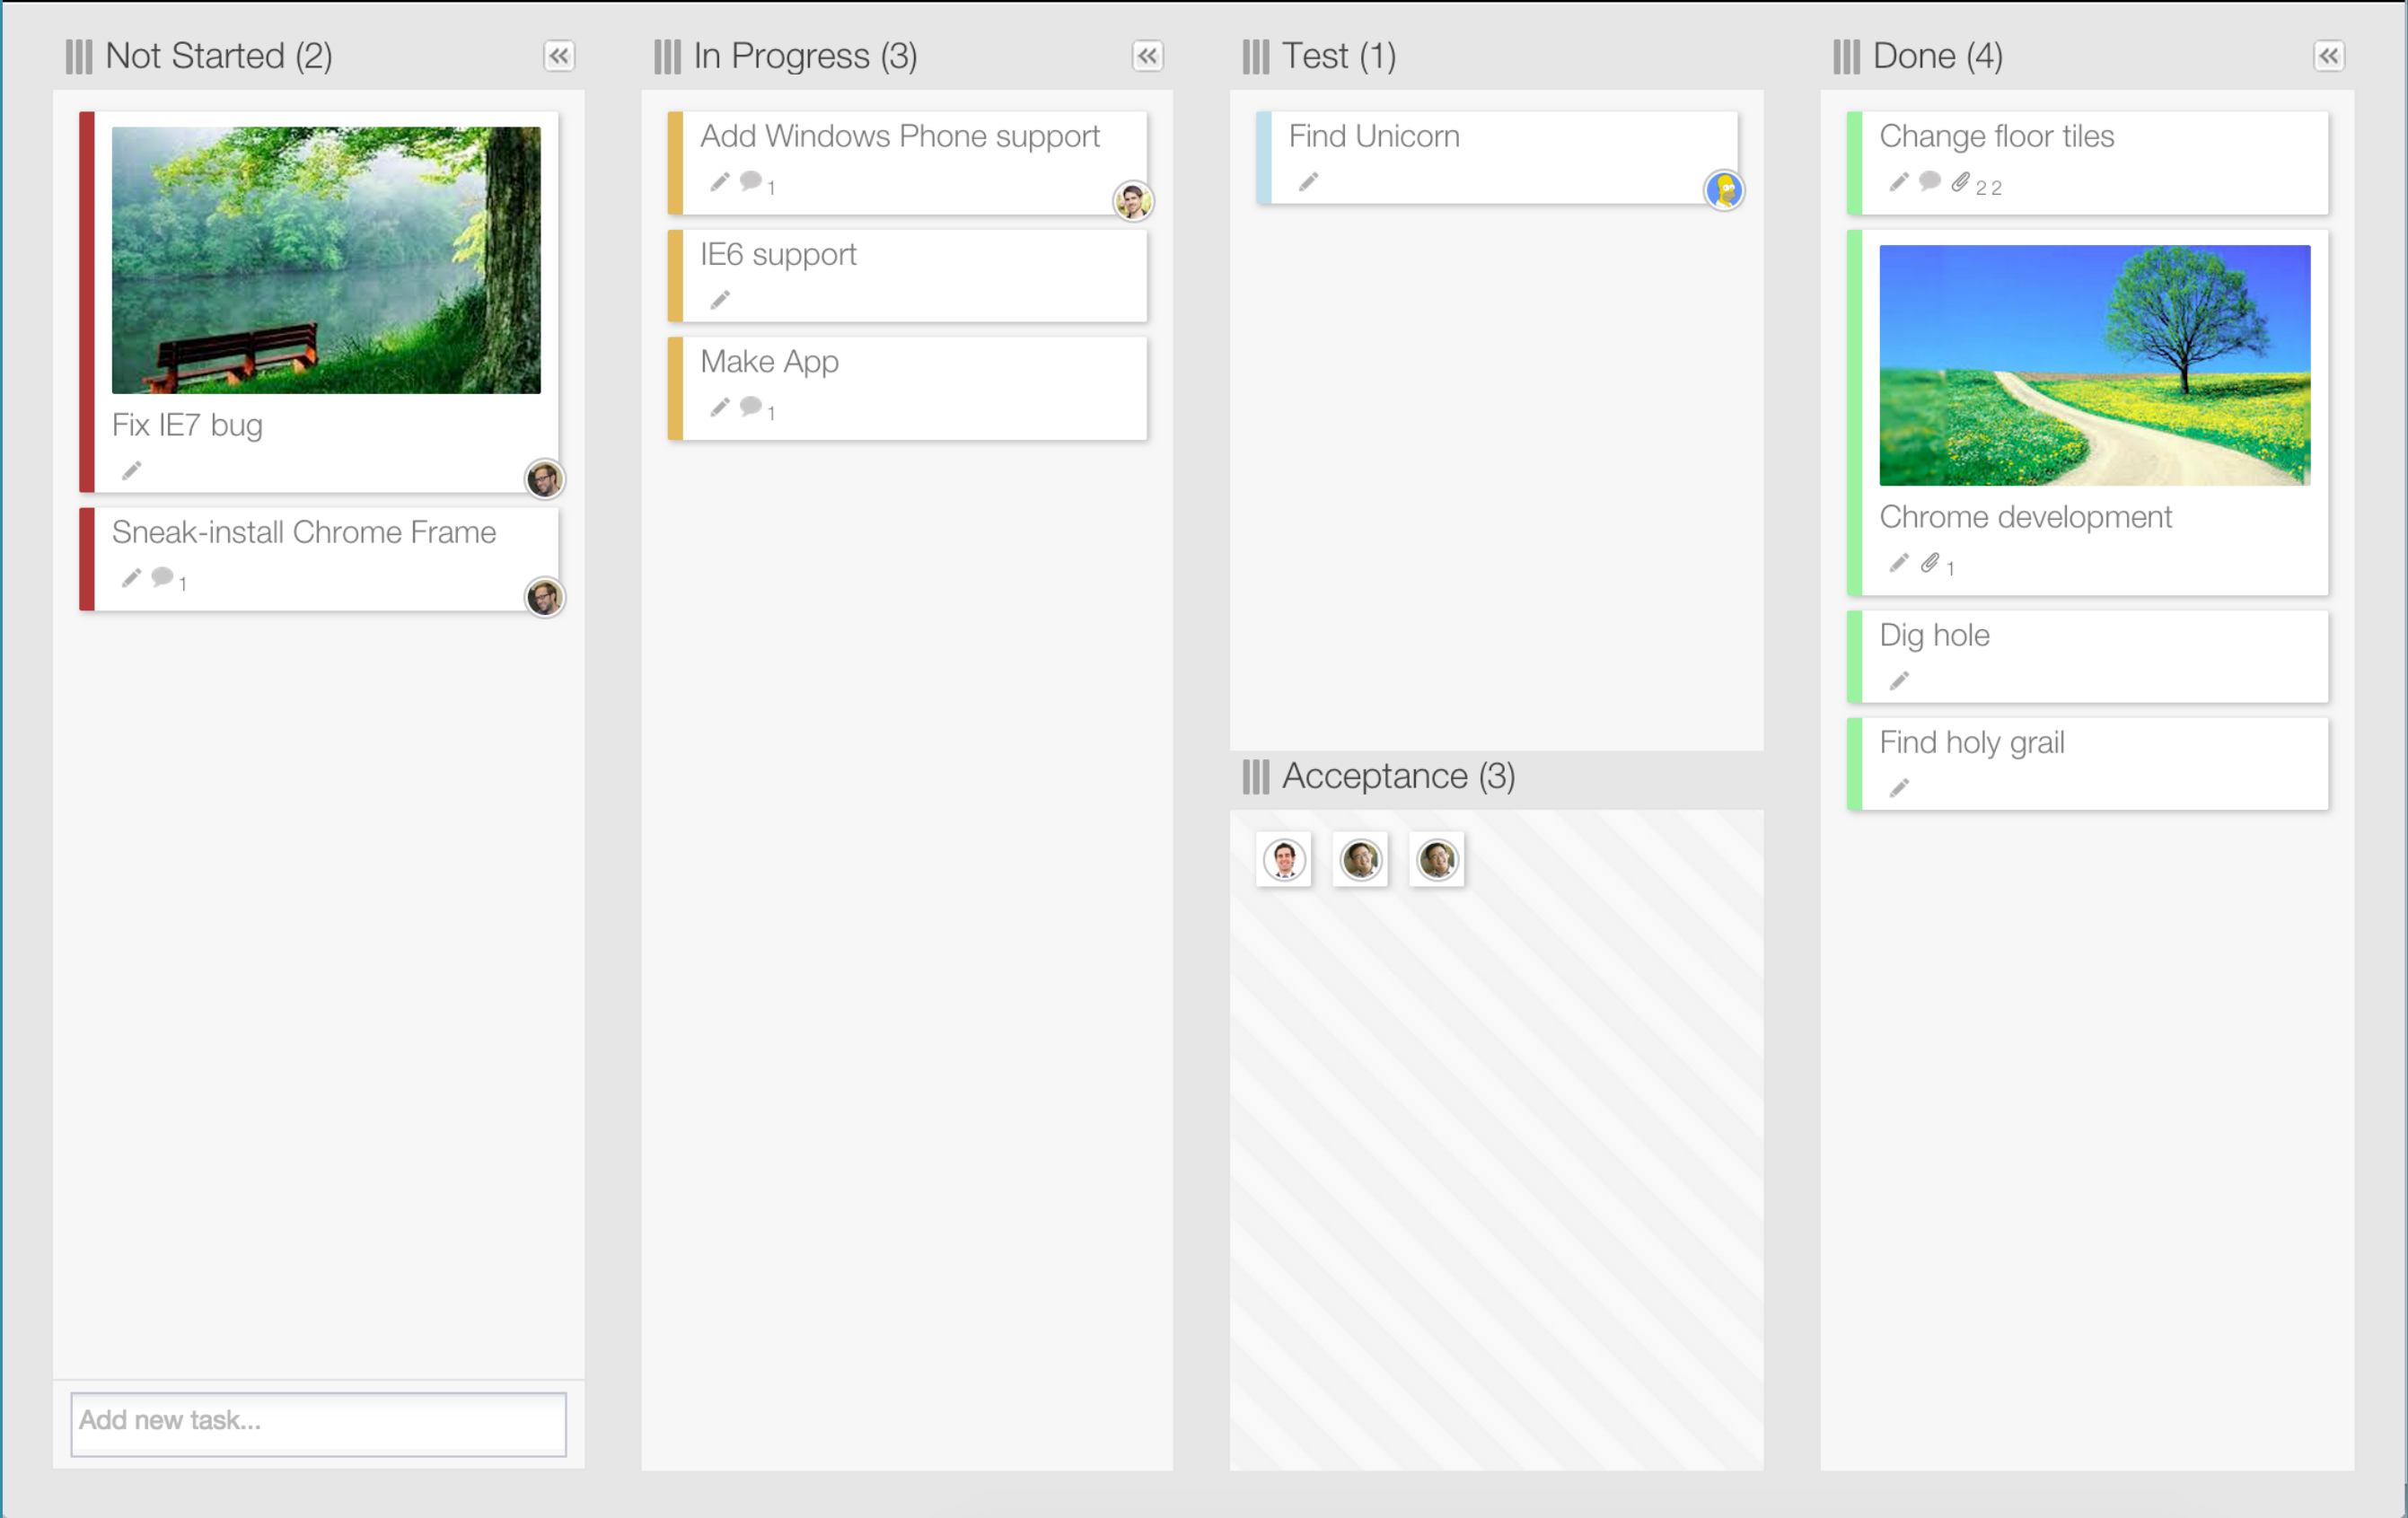 Not Started (2)
Fix IE7 bug
Sneak-install Chrome Frame
1
Add new task...
In Progress (3)
Add Windows Phone support
1
IE6 support
Make App
1
Test (1)
Find Unicorn
Acceptance (3)
Done (4)
Change floor tiles
2 2
Chrome development
1
Dig hole
Find holy grail